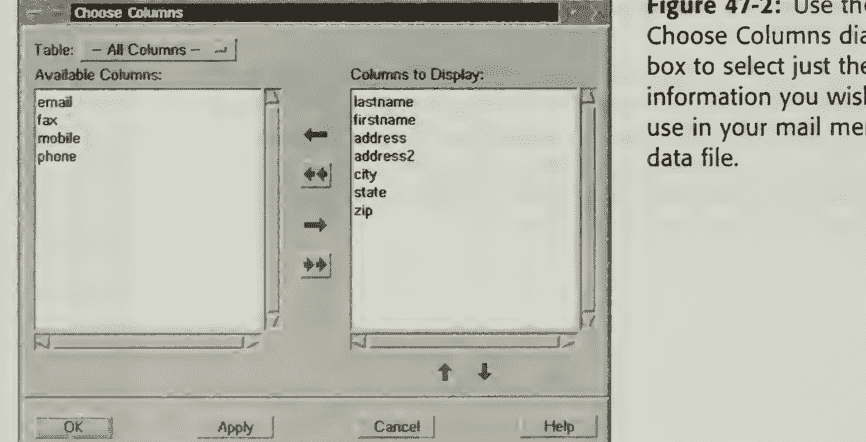 Choose Columns
Table: – All Columns –
Available Columns:
email
fax
mobile
phone
Columns to Display:
lastname
firstname
address
address2
city
state
zip
OK Apply Cancel Help
Figure 47-2: Use the
Choose Columns dia
box to select just the
information you wish
use in your mail mer
data file.